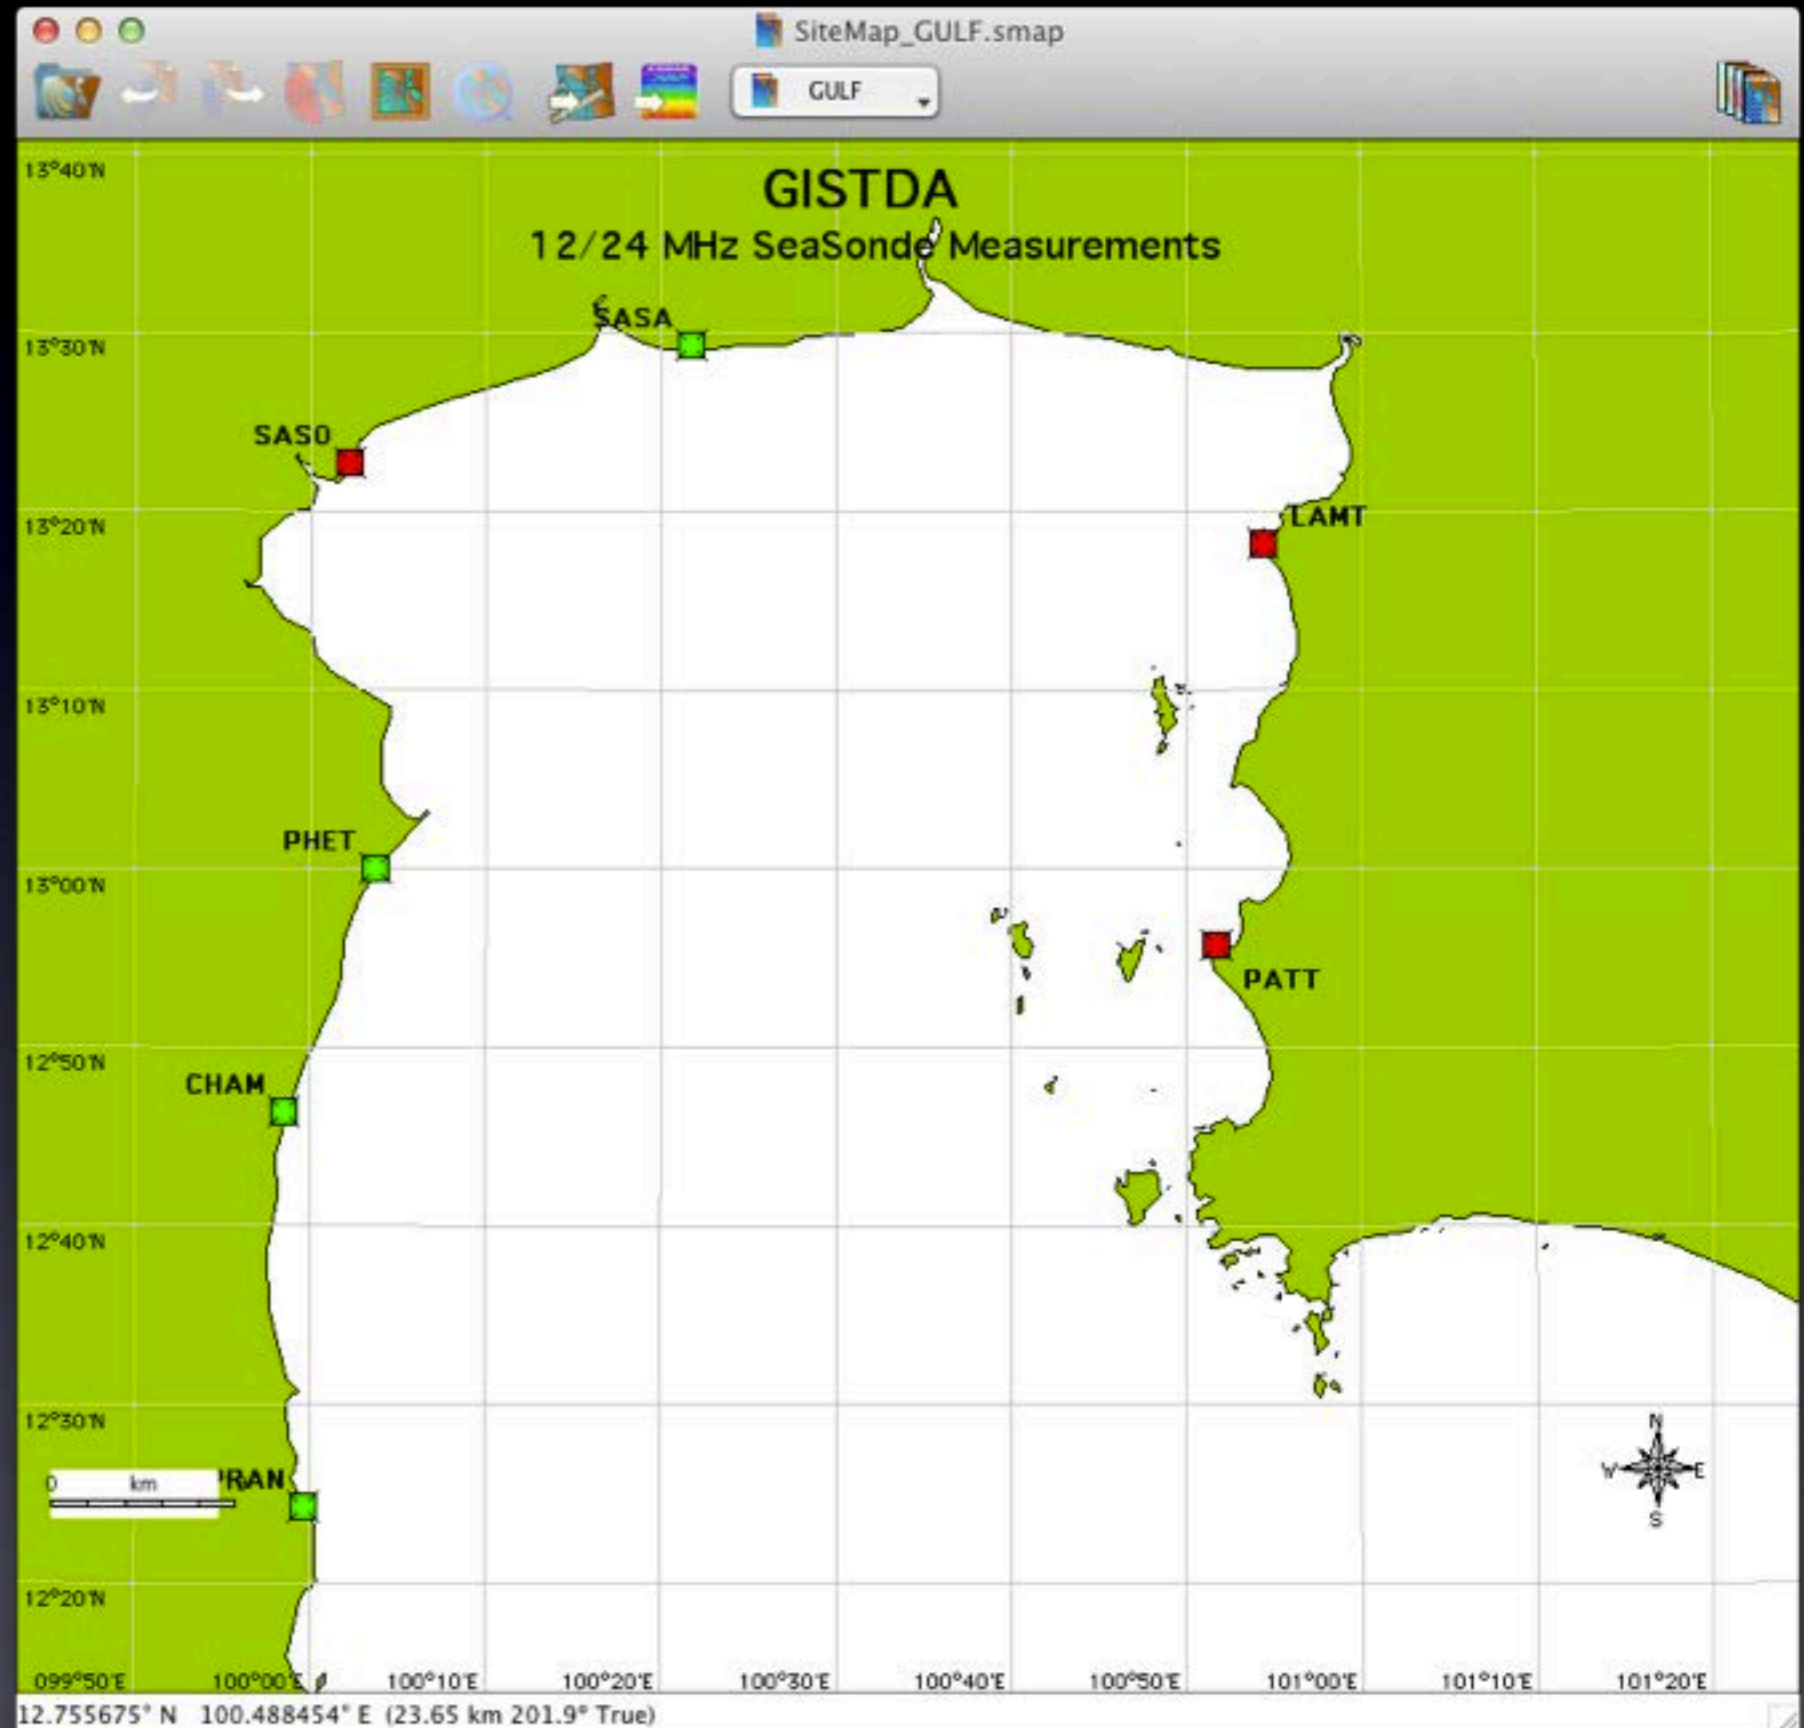 SiteMap_GULF.smap
GULF
13°40'N
GISTDA
12/24 MHz SeaSonde Measurements
SASA
13°30'N
SASO
13°20'N
LAMT
13°10'N
PHET
13°00'N
PATT
12°50'N
CHAM
12°40'N
12°30'N
N
W
E
S
0 km
PRAN
12°20'N
099°50'E 100°00'E 100°10'E 100°20'E 100°30'E 100°40'E 100°50'E 101°00'E 101°10'E 101°20'E
12.755675° N 100.488454° E (23.65 km 201.9° True)